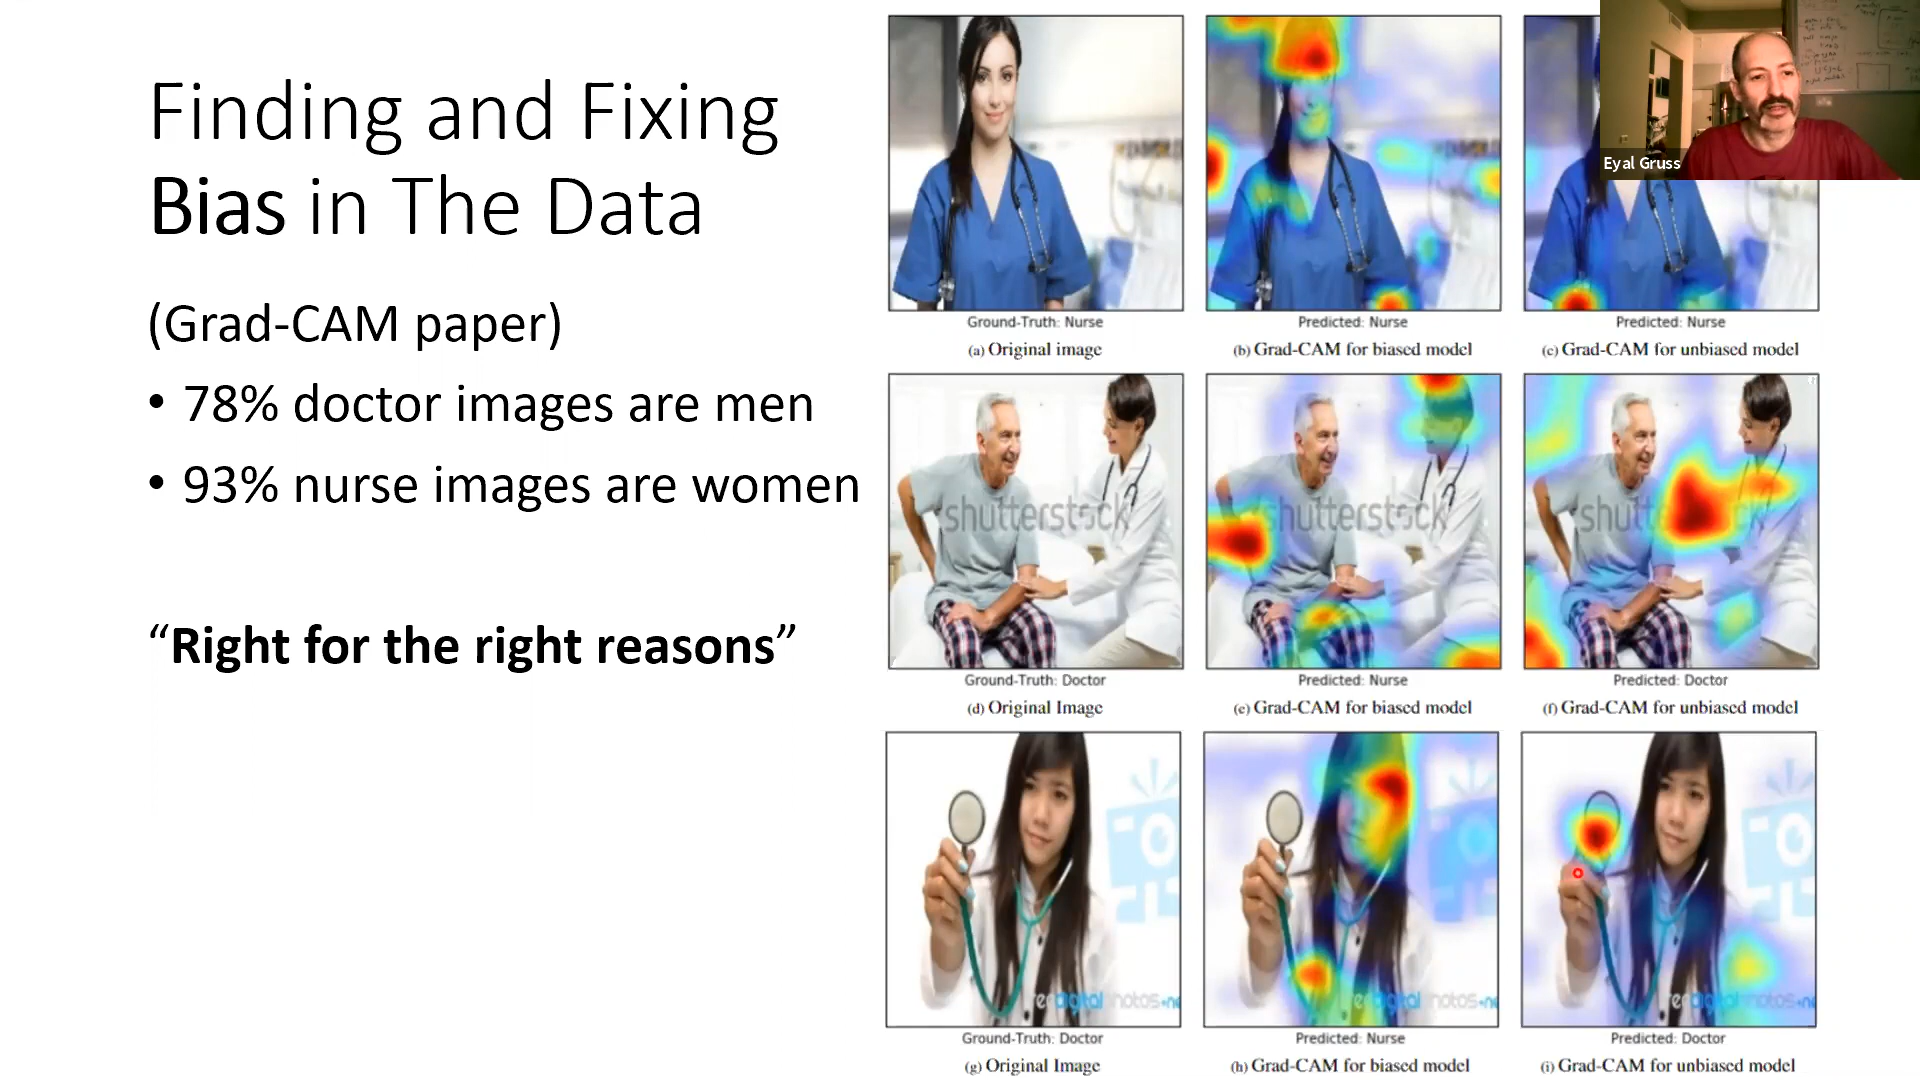 Finding and Fixing
Bias in The Data
(Grad-CAM paper)
• 78% doctor images are men
• 93% nurse images are women
“Right for the right reasons”
Eyal Gruss
Ground-Truth: Nurse
(a) Original image
Predicted: Nurse
(b) Grad-CAM for biased model
Predicted: Nurse
(c) Grad-CAM for unbiased model
shutterstock
shutterstock
shutterstock
Ground-Truth: Doctor
(d) Original Image
Predicted: Nurse
(e) Grad-CAM for biased model
Predicted: Doctor
(f) Grad-CAM for unbiased model
Ground-Truth: Doctor
(g) Original Image
Predicted: Nurse
(h) Grad-CAM for biased model
Predicted: Doctor
(i) Grad-CAM for unbiased model